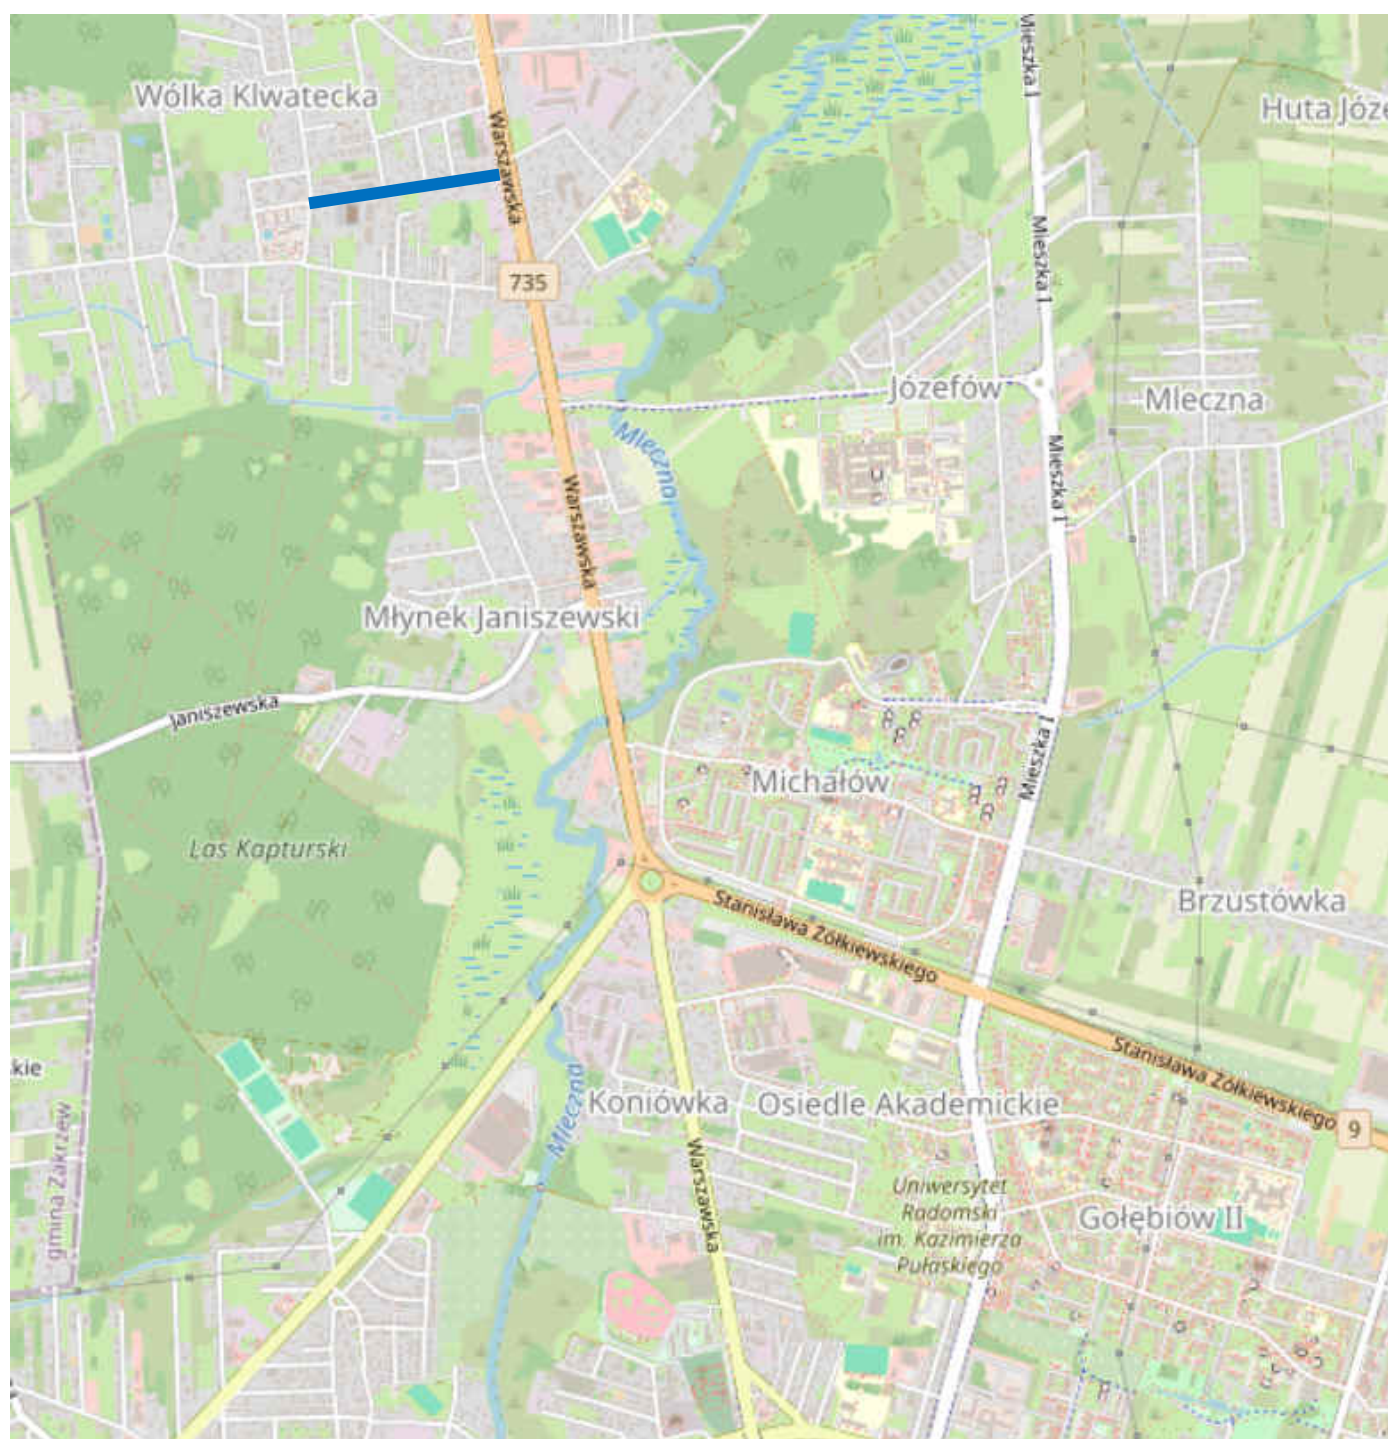 Mieszka I
Wólka Klwatecka
Huta Józe
Warszawska
Mieszka I
735
Józefów
Mleczna
Mleczna
Mieszka I
Warszawska
Młynek Janiszewski
Janiszewska
Mieszka I
Michałów
Las Kapturski
Brzustówka
Stanisława Żółkiewskiego
Stanisława Żółkiewskiego
kie
Koniówka
Osiedle Akademickie
9
Mleczna
gmina Zakrzew
Warszawska
Uniwersytet
Radomski
im. Kazimierza
Pułaskiego
Gołębiów II